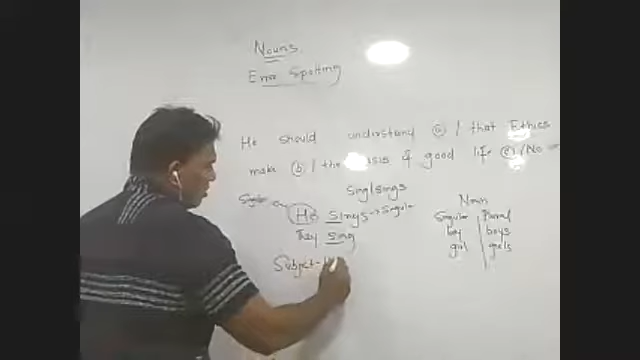 Nouns
Error Spotting
He should understand (a) / that Ethics
make (b) / the basis of good life (c) / No
Sing/sings
Singular He Sings → Singular
They sing
Subject-
Noun
Singular Plural
boy boys
girl girls